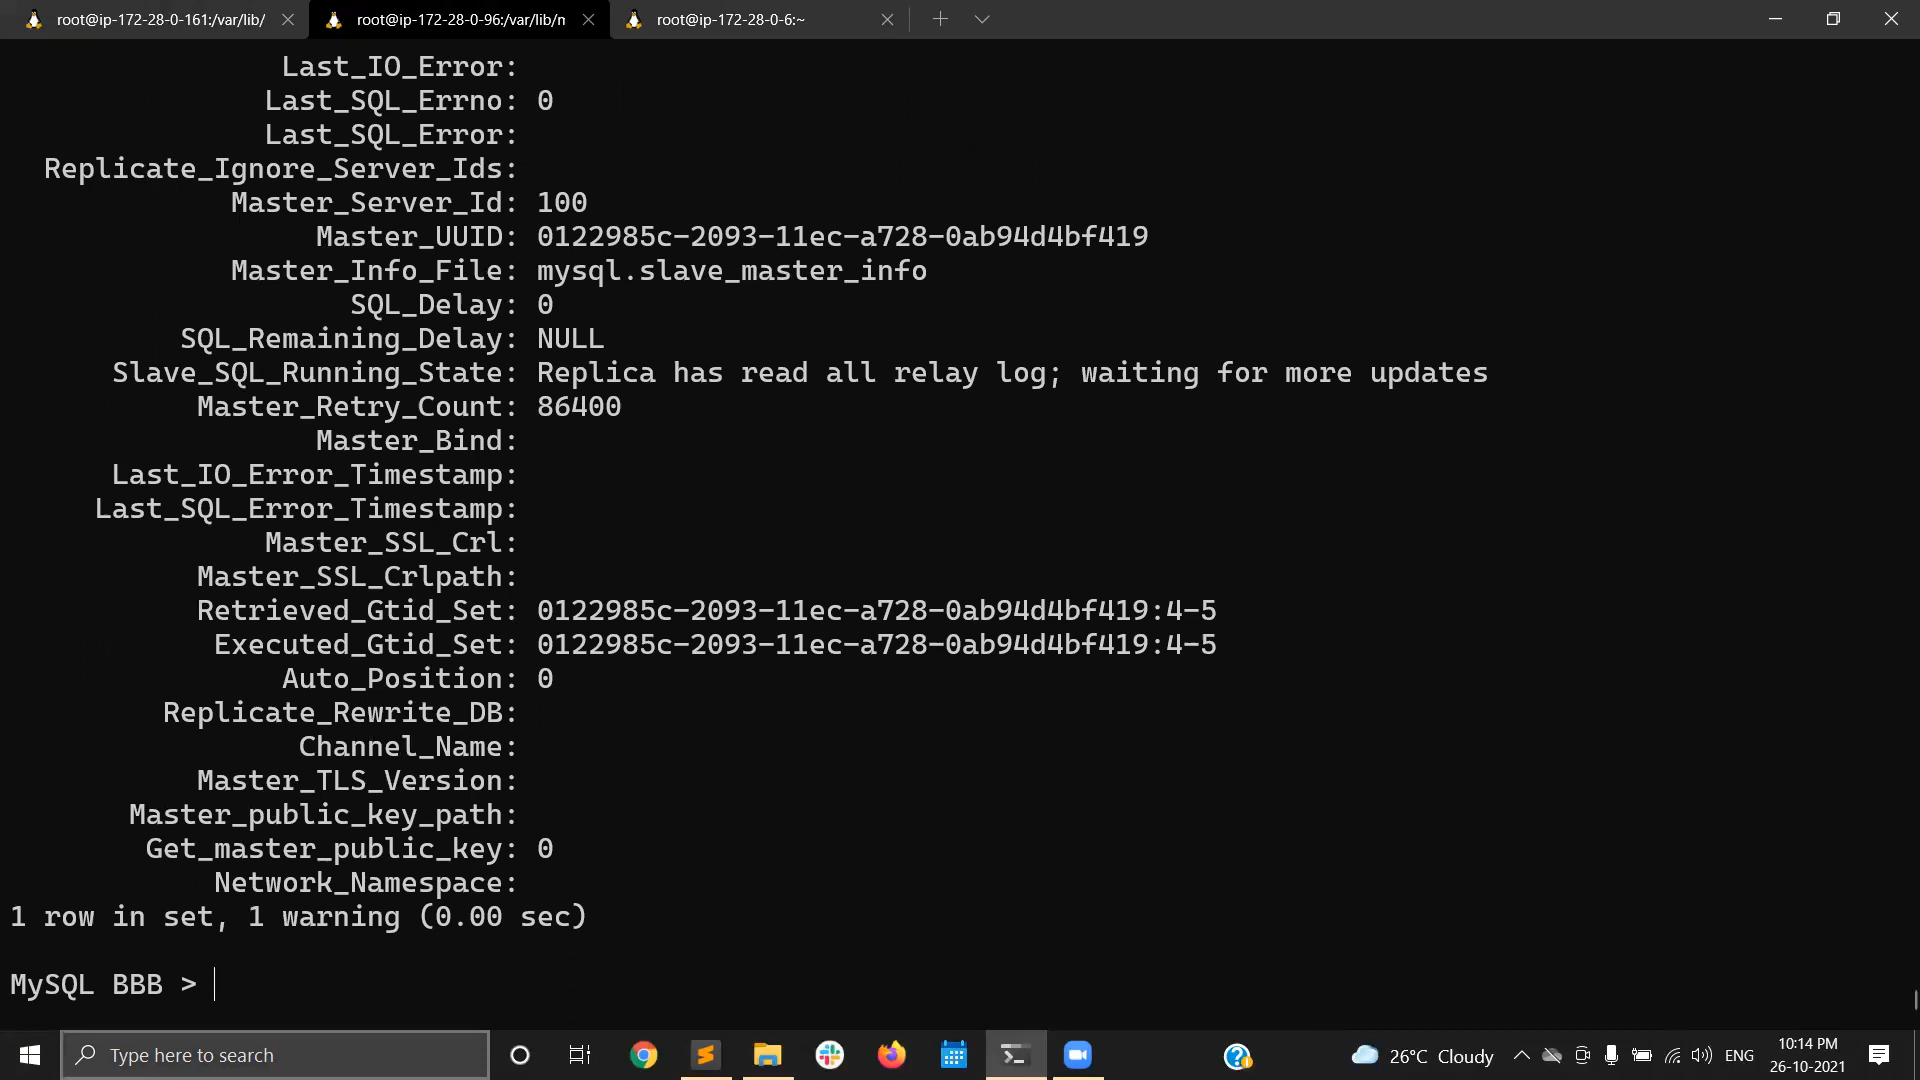 root@ip-172-28-0-161:/var/lib/
root@ip-172-28-0-96:/var/lib/n
root@ip-172-28-0-6:~
Last_IO_Error:
Last_SQL_Errno: 0
Last_SQL_Error:
Replicate_Ignore_Server_Ids:
Master_Server_Id: 100
Master_UUID: 0122985c-2093-11ec-a728-0ab94d4bf419
Master_Info_File: mysql.slave_master_info
SQL_Delay: 0
SQL_Remaining_Delay: NULL
Slave_SQL_Running_State: Replica has read all relay log; waiting for more updates
Master_Retry_Count: 86400
Master_Bind:
Last_IO_Error_Timestamp:
Last_SQL_Error_Timestamp:
Master_SSL_Crl:
Master_SSL_Crlpath:
Retrieved_Gtid_Set: 0122985c-2093-11ec-a728-0ab94d4bf419:4-5
Executed_Gtid_Set: 0122985c-2093-11ec-a728-0ab94d4bf419:4-5
Auto_Position: 0
Replicate_Rewrite_DB:
Channel_Name:
Master_TLS_Version:
Master_public_key_path:
Get_master_public_key: 0
Network_Namespace:
1 row in set, 1 warning (0.00 sec)
MySQL BBB >
Type here to search
26°C Cloudy
ENG
10:14 PM
26-10-2021